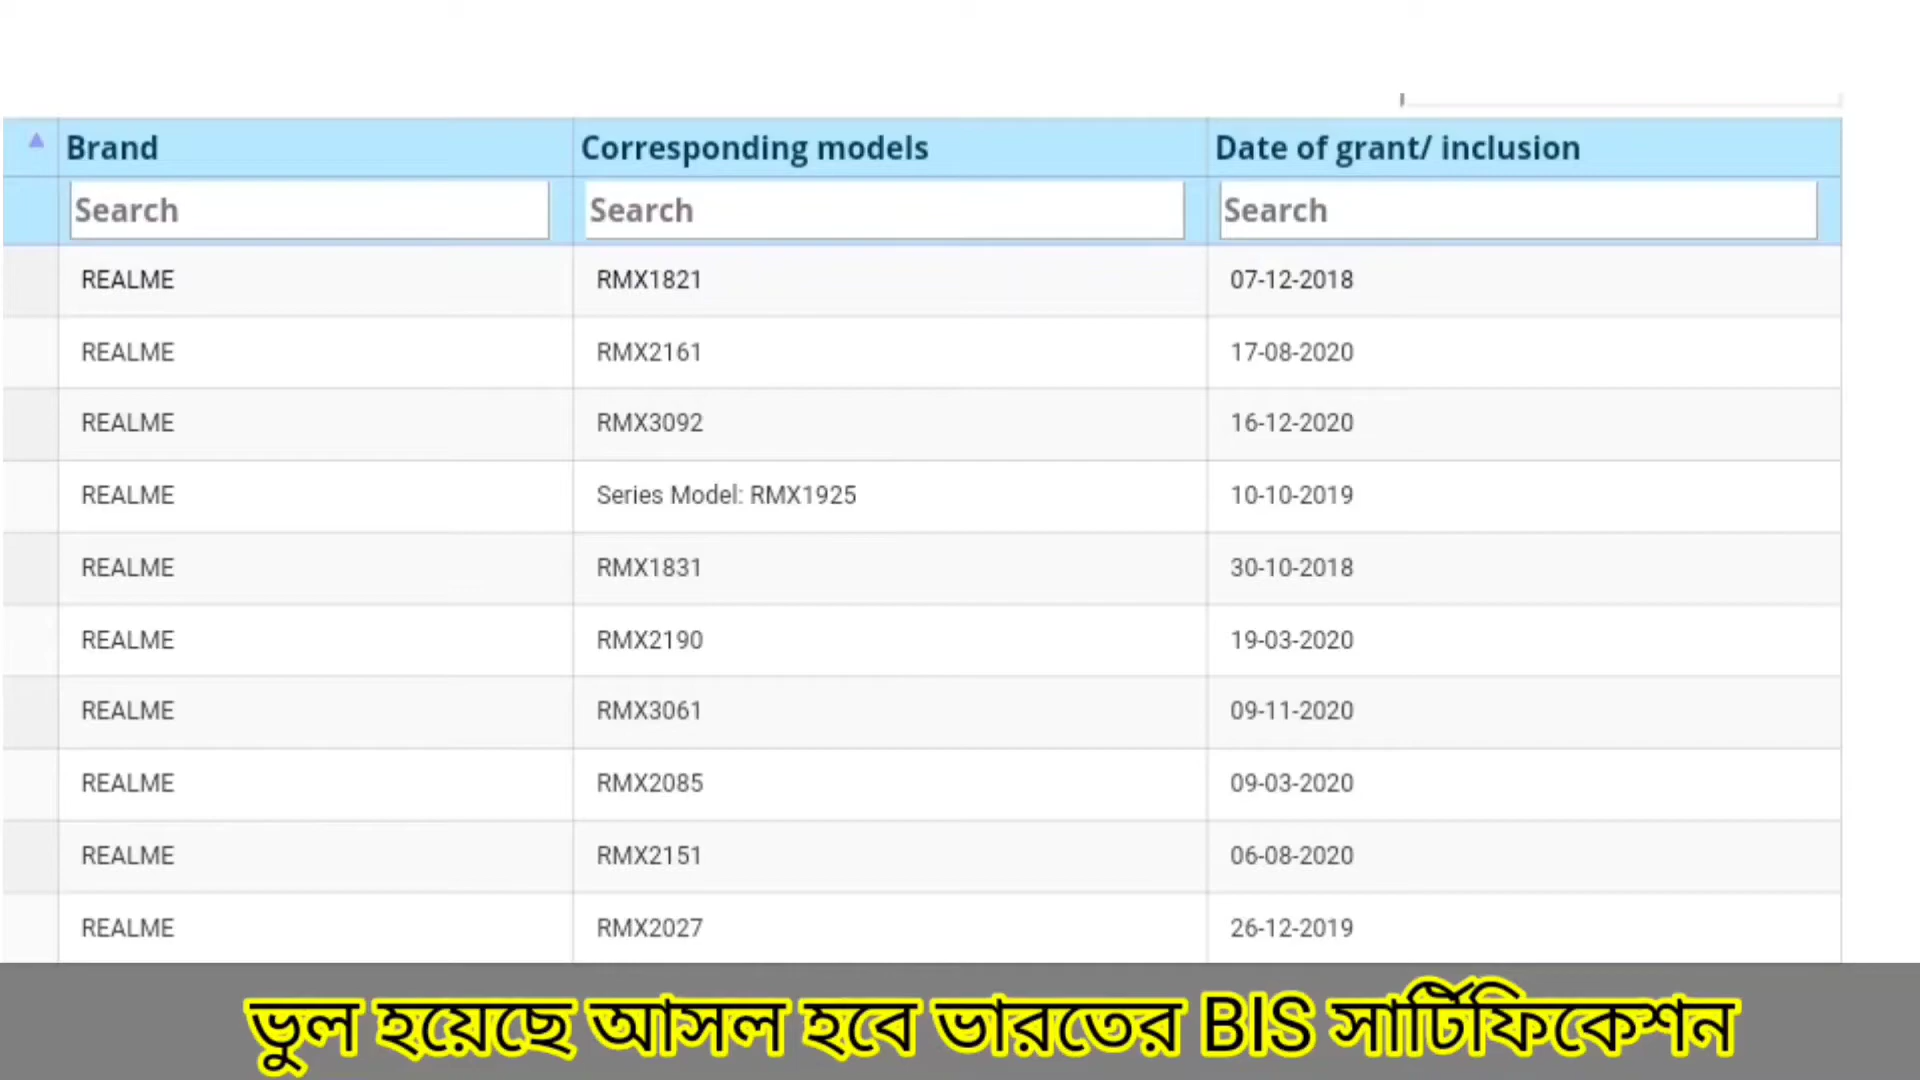 Brand Corresponding models Date of grant/ inclusion
Search Search Search
REALME RMX1821 07-12-2018
REALME RMX2161 17-08-2020
REALME RMX3092 16-12-2020
REALME Series Model: RMX1925 10-10-2019
REALME RMX1831 30-10-2018
REALME RMX2190 19-03-2020
REALME RMX3061 09-11-2020
REALME RMX2085 09-03-2020
REALME RMX2151 06-08-2020
REALME RMX2027 26-12-2019
ভুল হয়েছে আসল হবে ভারতের BIS সার্টিফিকেশন